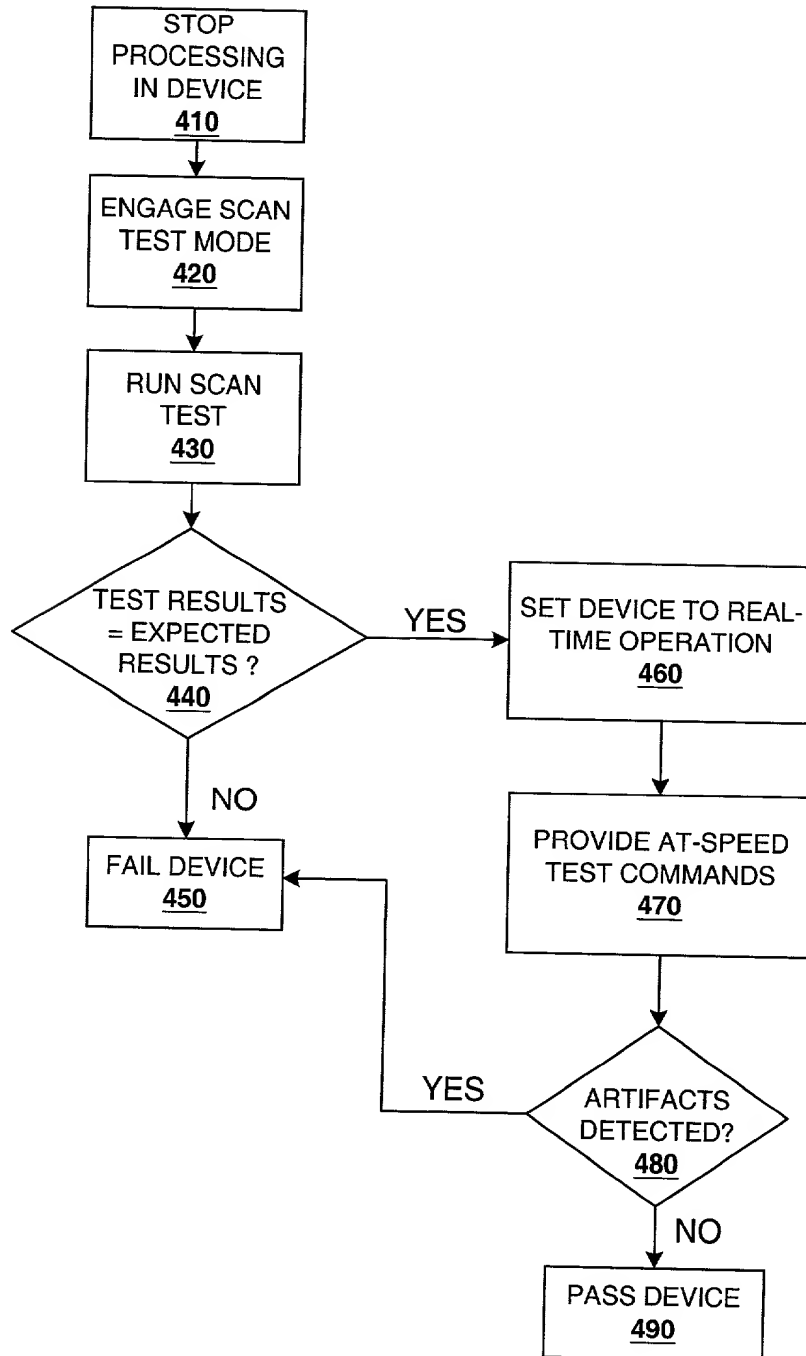 STOP
PROCESSING
IN DEVICE
410
ENGAGE SCAN
TEST MODE
420
RUN SCAN
TEST
430
TEST RESULTS
= EXPECTED
RESULTS ?
440
YES
NO
FAIL DEVICE
450
SET DEVICE TO REAL-
TIME OPERATION
460
PROVIDE AT-SPEED
TEST COMMANDS
470
ARTIFACTS
DETECTED?
480
YES
NO
PASS DEVICE
490